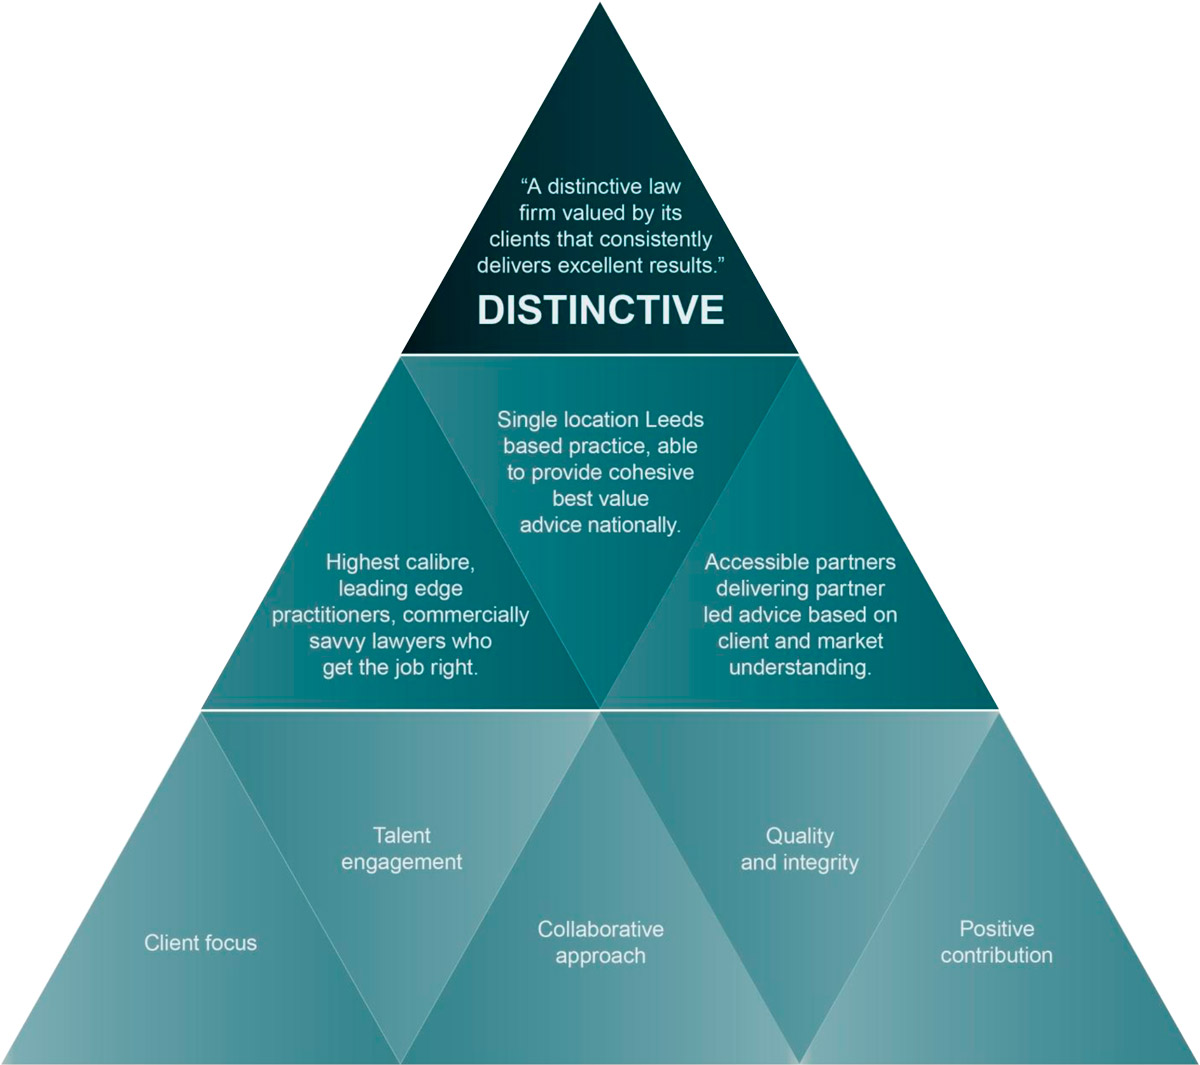 “A distinctive law
firm valued by its
clients that consistently
delivers excellent results.”
DISTINCTIVE
Single location Leeds
based practice, able
to provide cohesive
best value
advice nationally.
Highest calibre,
leading edge
practitioners, commercially
savvy lawyers who
get the job right.
Accessible partners
delivering partner
led advice based on
client and market
understanding.
Client focus
Talent
engagement
Collaborative
approach
Quality
and integrity
Positive
contribution